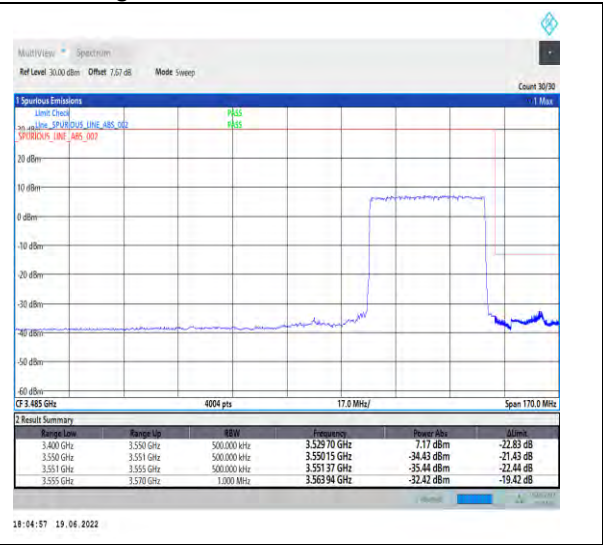 MultiView Spectrum
Ref Level 30.00 dBm Offset 7.67 dB Mode Sweep
Count 30/30
1 Spurious Emissions 1 Max
Limit Check PASS
Line _SPURIOUS_LINE_ABS_002 PASS
_SPURIOUS_LINE_ABS_002
20 dBm
10 dBm
0 dBm
-10 dBm
-20 dBm
-30 dBm
-40 dBm
-50 dBm
-60 dBm
CF 3.485 GHz 4004 pts 17.0 MHz/ Span 170.0 MHz
2 Result Summary
Range Low Range Up RBW Frequency Power Abs ΔLimit
3.400 GHz 3.550 GHz 500.000 kHz 3.52970 GHz 7.17 dBm -22.83 dB
3.550 GHz 3.551 GHz 500.000 kHz 3.55015 GHz -34.43 dBm -21.43 dB
3.551 GHz 3.555 GHz 500.000 kHz 3.55137 GHz -35.44 dBm -22.44 dB
3.555 GHz 3.570 GHz 1.000 MHz 3.56394 GHz -32.42 dBm -19.42 dB
18:04:57 19.06.2022